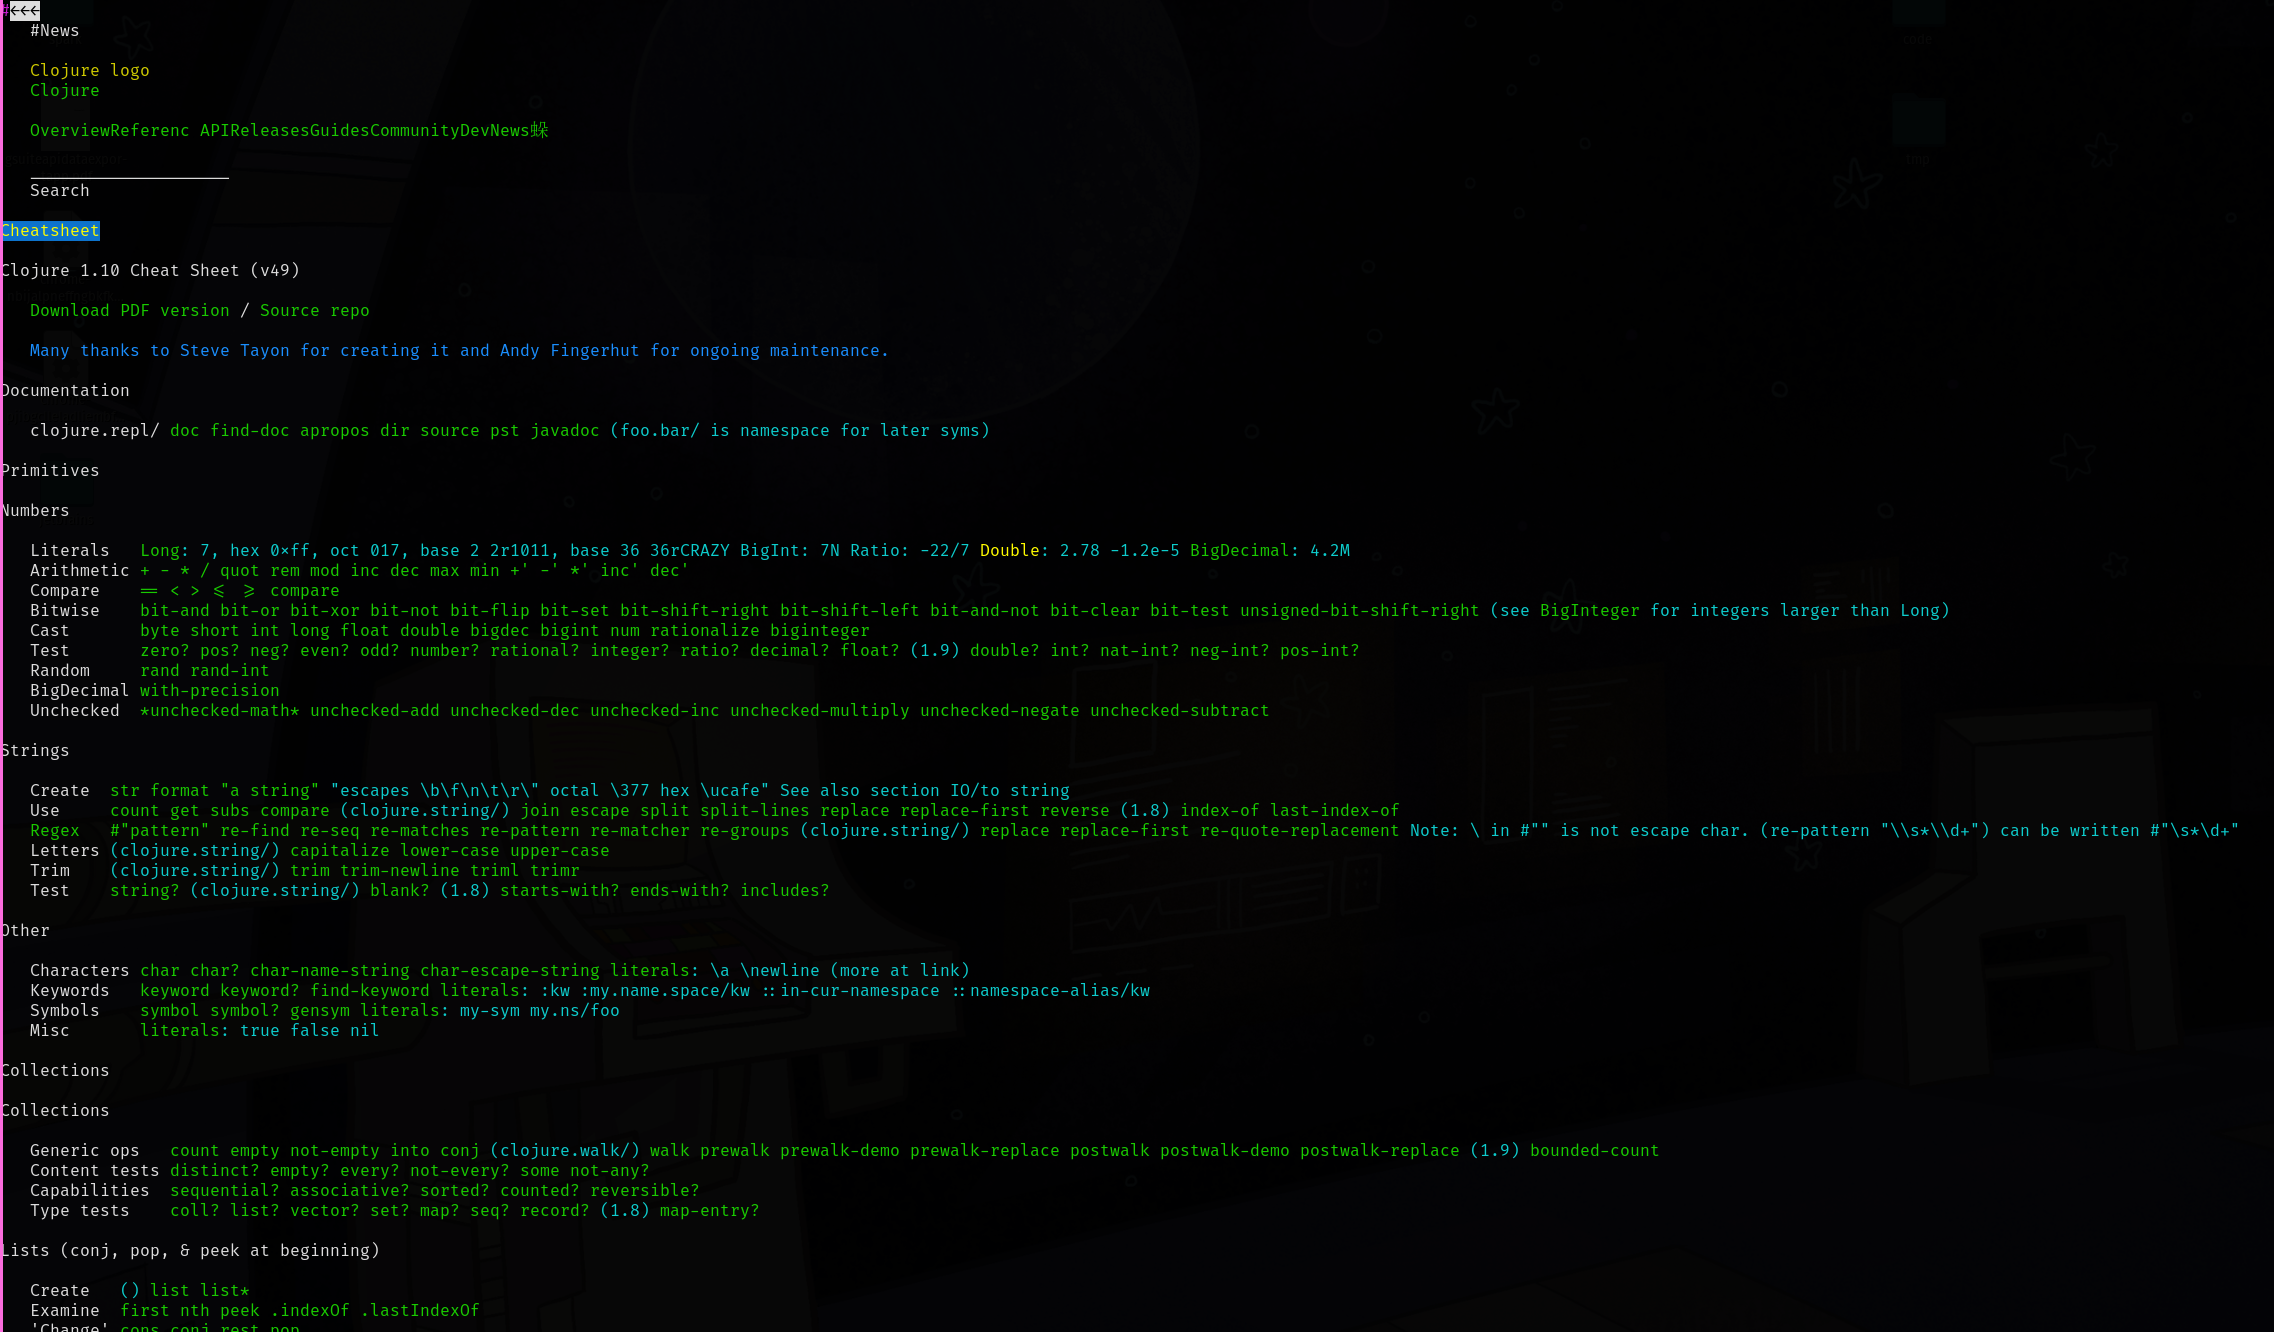 #←←←
#News
code
Clojure logo
Clojure
OverviewReferenc APIReleasesGuidesCommunityDevNews蛛
tmp
____________________
Search
Cheatsheet
Clojure 1.10 Cheat Sheet (v49)
Download PDF version / Source repo
Many thanks to Steve Tayon for creating it and Andy Fingerhut for ongoing maintenance.
Documentation
clojure.repl/ doc find-doc apropos dir source pst javadoc (foo.bar/ is namespace for later syms)
Primitives
Numbers
Literals Long: 7, hex 0×ff, oct 017, base 2 2r1011, base 36 36rCRAZY BigInt: 7N Ratio: -22/7 Double: 2.78 -1.2e-5 BigDecimal: 4.2M
Arithmetic + - * / quot rem mod inc dec max min +' -' *' inc' dec'
Compare == < > <= >= compare
Bitwise bit-and bit-or bit-xor bit-not bit-flip bit-set bit-shift-right bit-shift-left bit-and-not bit-clear bit-test unsigned-bit-shift-right (see BigInteger for integers larger than Long)
Cast byte short int long float double bigdec bigint num rationalize biginteger
Test zero? pos? neg? even? odd? number? rational? integer? ratio? decimal? float? (1.9) double? int? nat-int? neg-int? pos-int?
Random rand rand-int
BigDecimal with-precision
Unchecked *unchecked-math* unchecked-add unchecked-dec unchecked-inc unchecked-multiply unchecked-negate unchecked-subtract
Strings
Create str format "a string" "escapes \b\f\n\t\r\" octal \377 hex \ucafe" See also section IO/to string
Use count get subs compare (clojure.string/) join escape split split-lines replace replace-first reverse (1.8) index-of last-index-of
Regex #"pattern" re-find re-seq re-matches re-pattern re-matcher re-groups (clojure.string/) replace replace-first re-quote-replacement Note: \ in #"" is not escape char. (re-pattern "\\s*\\d+") can be written #"\s*\d+"
Letters (clojure.string/) capitalize lower-case upper-case
Trim (clojure.string/) trim trim-newline triml trimr
Test string? (clojure.string/) blank? (1.8) starts-with? ends-with? includes?
Other
Characters char char? char-name-string char-escape-string literals: \a \newline (more at link)
Keywords keyword keyword? find-keyword literals: :kw :my.name.space/kw ::in-cur-namespace ::namespace-alias/kw
Symbols symbol symbol? gensym literals: my-sym my.ns/foo
Misc literals: true false nil
Collections
Collections
Generic ops count empty not-empty into conj (clojure.walk/) walk prewalk prewalk-demo prewalk-replace postwalk postwalk-demo postwalk-replace (1.9) bounded-count
Content tests distinct? empty? every? not-every? some not-any?
Capabilities sequential? associative? sorted? counted? reversible?
Type tests coll? list? vector? set? map? seq? record? (1.8) map-entry?
Lists (conj, pop, & peek at beginning)
Create () list list*
Examine first nth peek .indexOf .lastIndexOf
'Change' cons conj rest pop